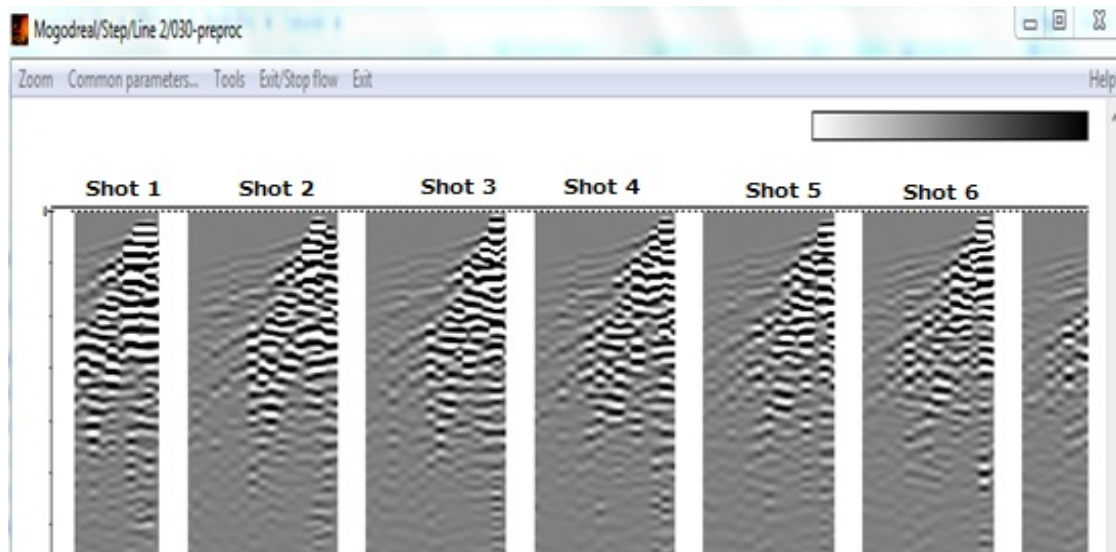 Mogodreal/Step/Line 2/030-preproc
Zoom Common parameters... Tools Exit/Stop flow Exit Help
Shot 1 Shot 2 Shot 3 Shot 4 Shot 5 Shot 6